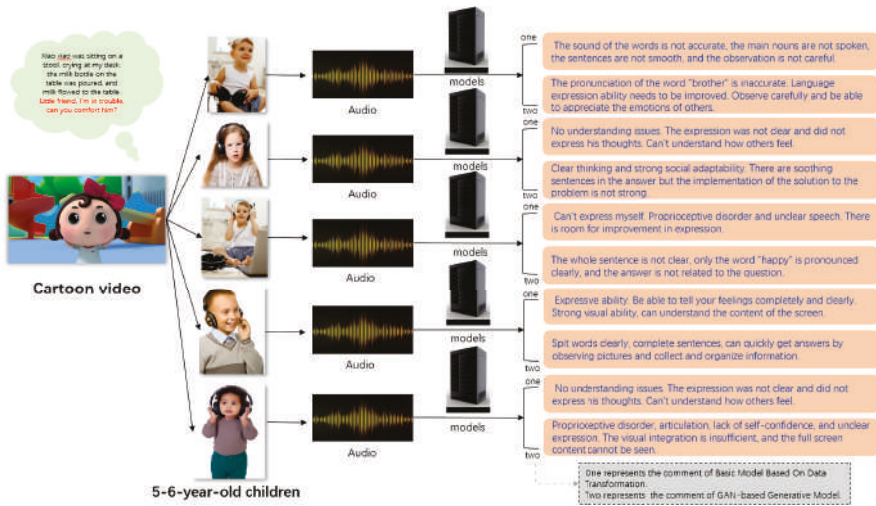 Xiao Xiao was sitting on a
stool, crying at my desk.
the milk bottle on the
table was poured, and
milk flowed to the table.
Little friend, I'm in trouble,
can you comfort him?
Cartoon video
5-6-year-old children
Audio
models
one
The sound of the words is not accurate, the main nouns are not spoken,
the sentences are not smooth, and the observation is not careful.
The pronunciation of the word "brother" is inaccurate. Language
expression ability needs to be improved. Observe carefully and be able
to appreciate the emotions of others.
two
Audio
models
one
No understanding issues. The expression was not clear and did not
express his thoughts. Can't understand how others feel.
Clear thinking and strong social adaptability. There are soothing
sentences in the answer but the implementation of the solution to the
problem is not strong.
two
Audio
models
one
Can't express myself. Proprioceptive disorder and unclear speech. There
is room for improvement in expression.
The whole sentence is not clear, only the word "happy" is pronounced
clearly, and the answer is not related to the question.
two
Audio
models
one
Expressive ability. Be able to tell your feelings completely and clearly.
Strong visual ability, can understand the content of the screen.
Spit words clearly, complete sentences, can quickly get answers by
observing pictures and collect and organize information.
two
Audio
models
one
No understanding issues. The expression was not clear and did not
express his thoughts. Can't understand how others feel.
Proprioceptive disorder, articulation, lack of self-confidence, and unclear
expression. The visual integration is insufficient, and the full screen
content cannot be seen.
two
One represents the comment of Basic Model Based On Data
Transformation.
Two represents the comment of GAN-based Generative Model.